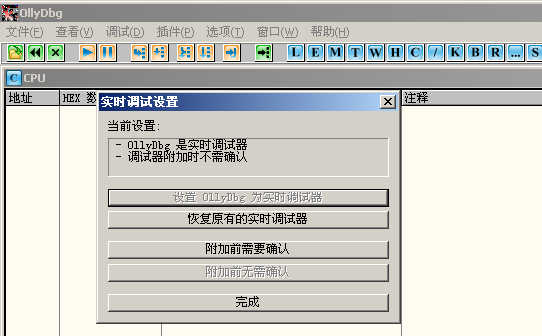 OllyDbg
文件(F) 查看(V) 调试(D) 插件(P) 选项(T) 窗口(W) 帮助(H)
L E M T W H C / K B R ... S
C CPU
地址 HEX 数 注释
实时调试设置
当前设置:
- OllyDbg 是实时调试器
- 调试器附加时不需确认
设置 OllyDbg 为实时调试器
恢复原有的实时调试器
附加前需要确认
附加前无需确认
完成